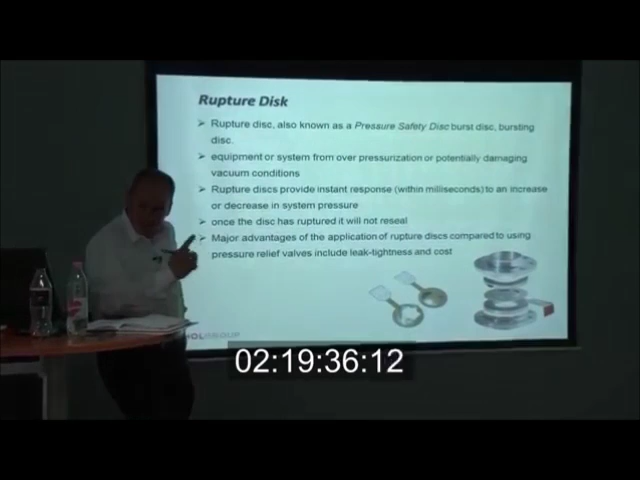 Rupture Disk
➤ Rupture disc, also known as a Pressure Safety Disc burst disc, bursting
disc.
➤ equipment or system from over pressurization or potentially damaging
vacuum conditions
➤ Rupture discs provide instant response (within milliseconds) to an increase
or decrease in system pressure
➤ once the disc has ruptured it will not reseal
➤ Major advantages of the application of rupture discs compared to using
pressure relief valves include leak-tightness and cost
02:19:36:12